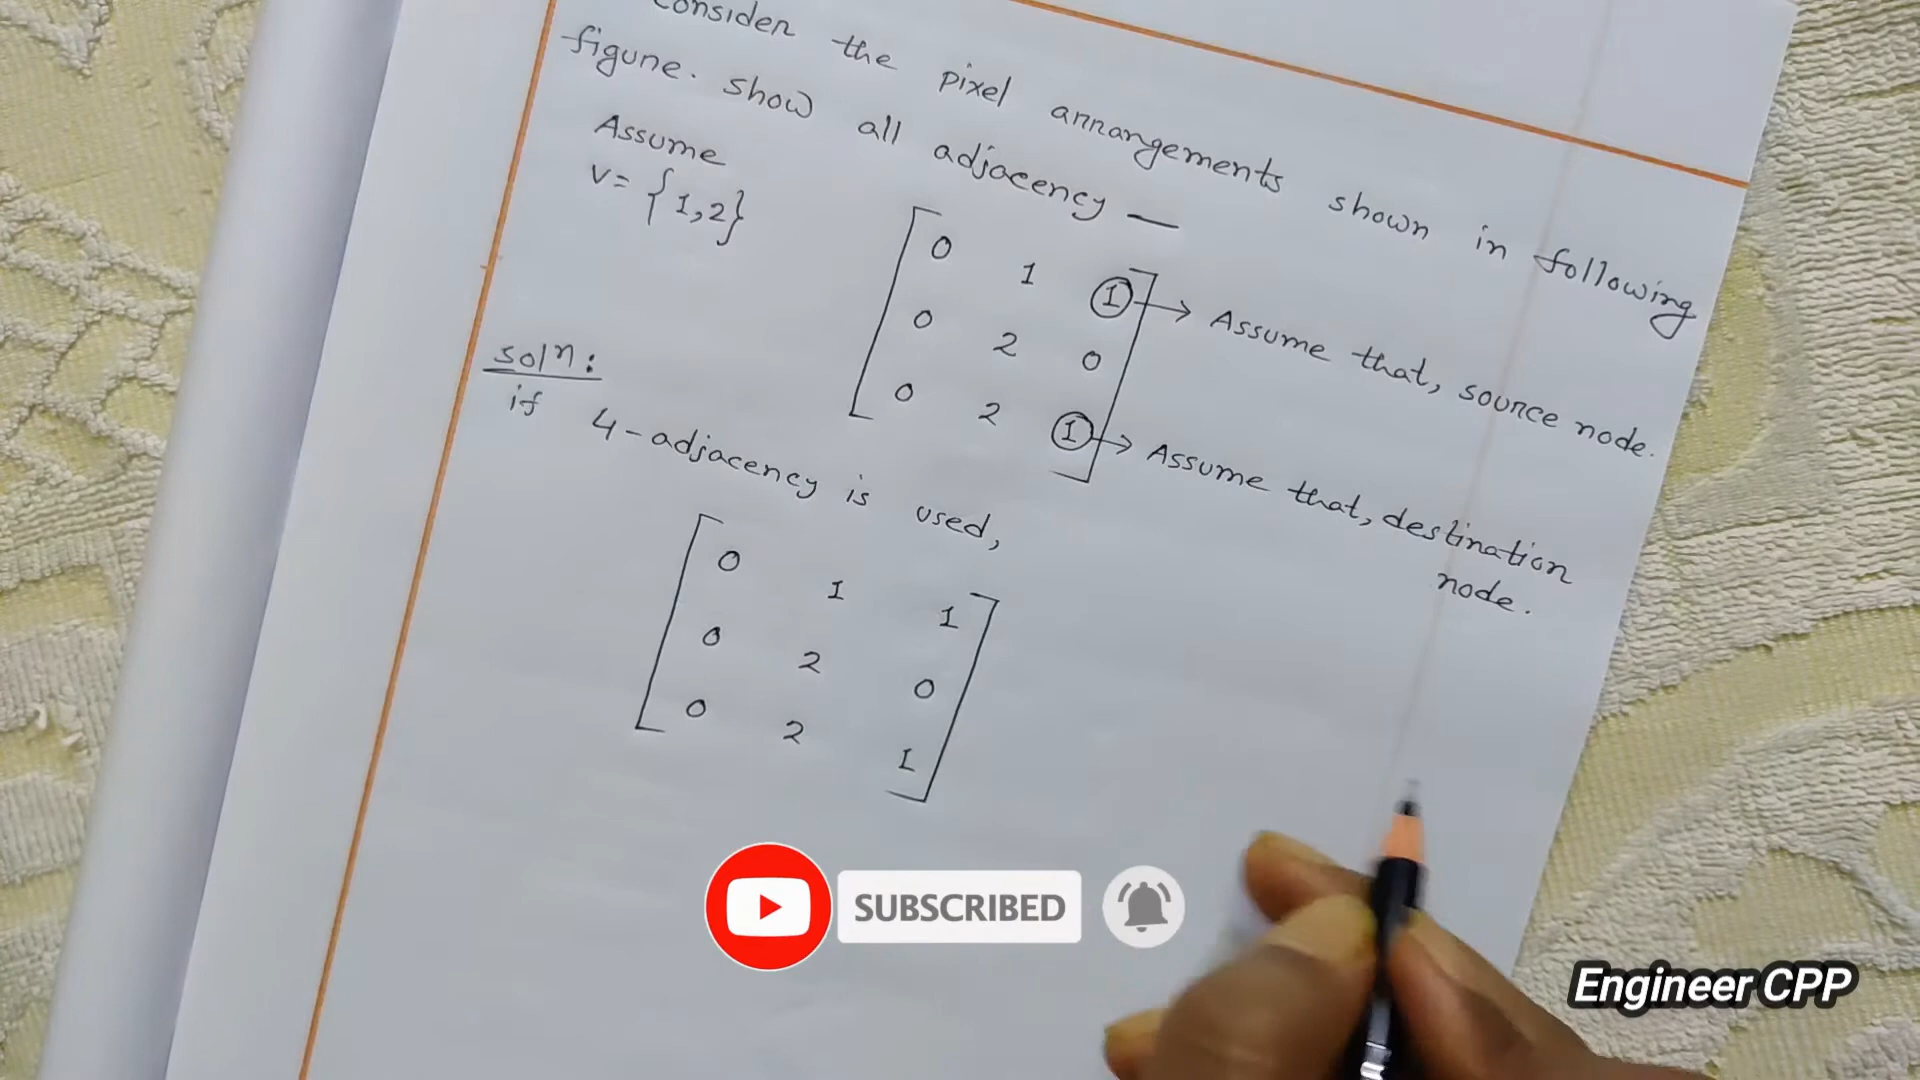 Consider the pixel arrangements shown in following
figure. show all adjacency —
Assume
V= {1,2}
0 1 1 → Assume that, source node.
0 2 0
0 2 1 → Assume that, destination
node.
solⁿ:
if 4-adjacency is used,
0 1 1
0 2 0
0 2 1
SUBSCRIBED
Engineer CPP